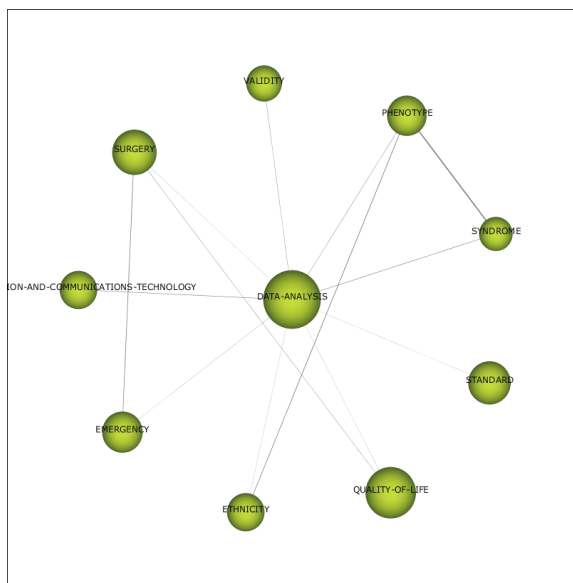 VALIDITY
PHENOTYPE
SURGERY
SYNDROME
ION-AND-COMMUNICATIONS-TECHNOLOGY
DATA-ANALYSIS
STANDARD
EMERGENCY
QUALITY-OF-LIFE
ETHNICITY